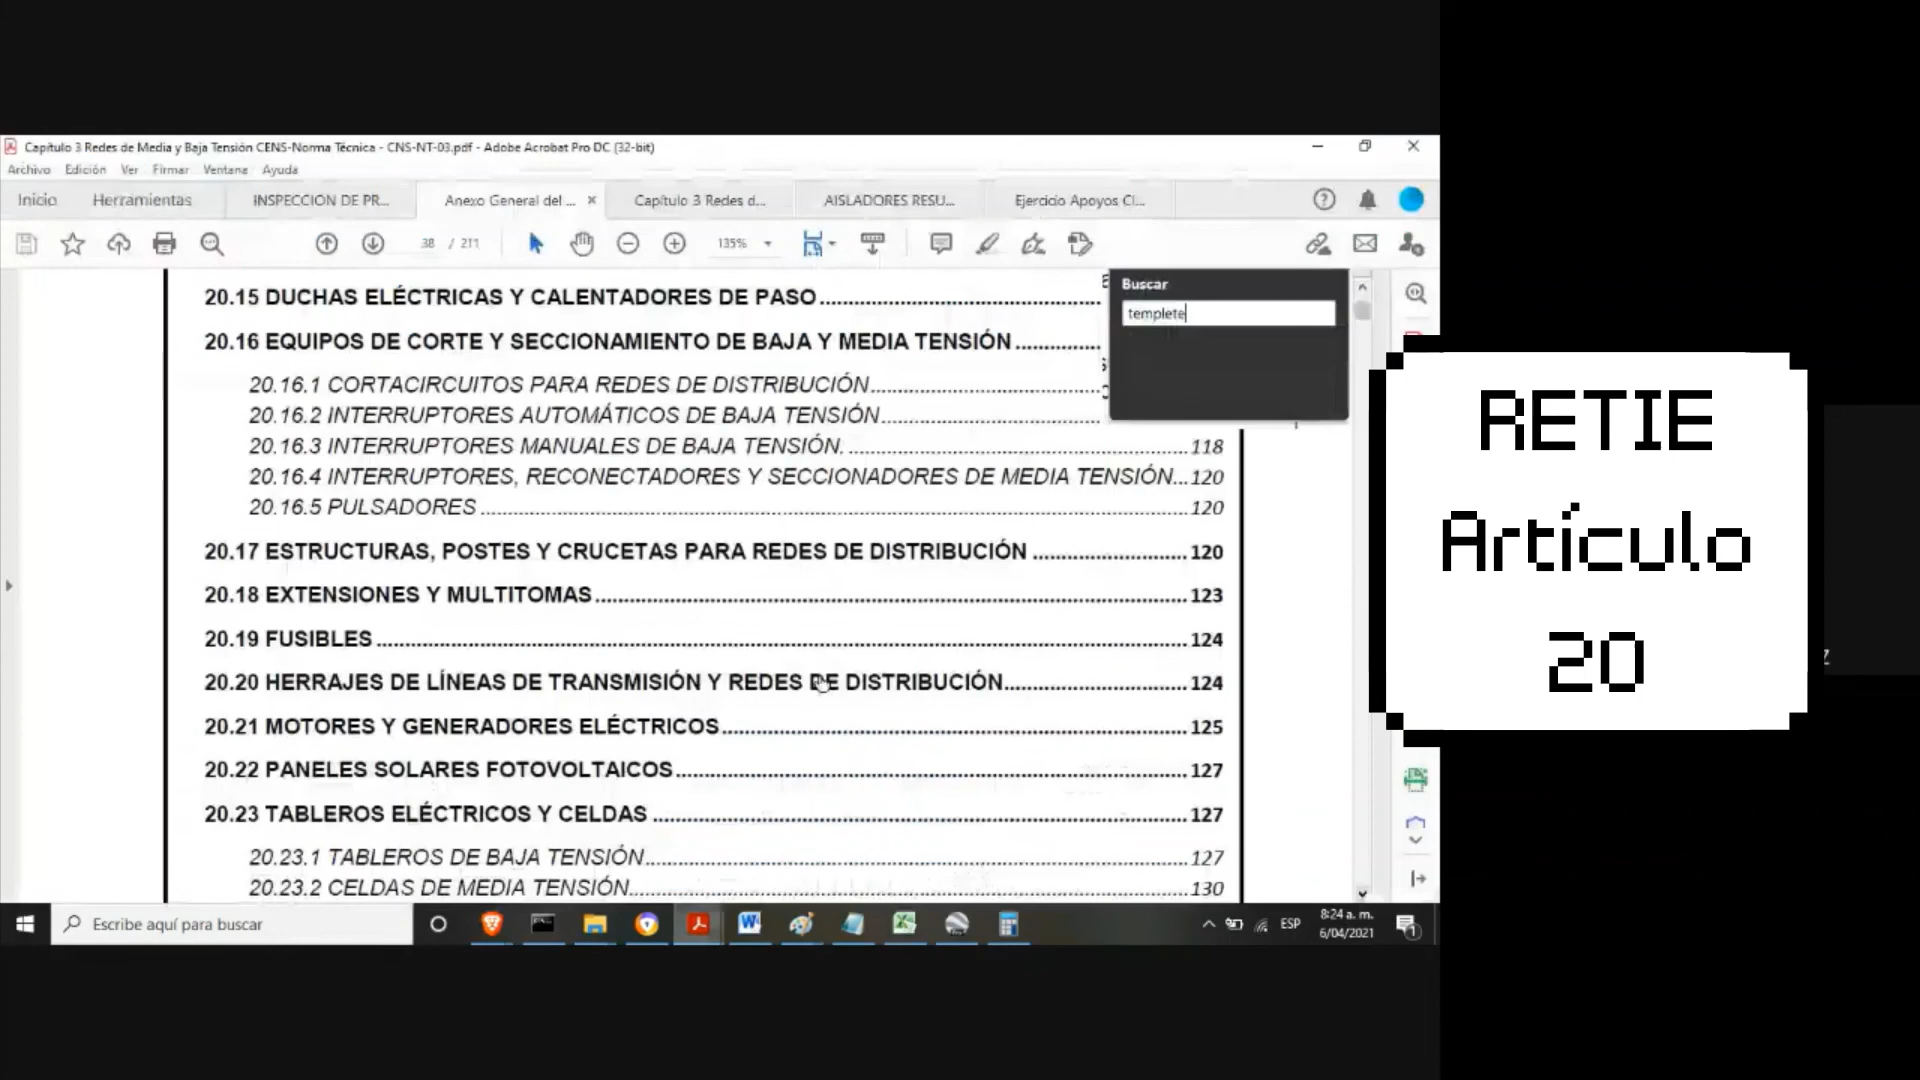 Capítulo 3 Redes de Media y Baja Tensión CENS-Norma Técnica - CNS-NT-03.pdf - Adobe Acrobat Pro DC (32-bit)
Archivo Edición Ver Firmar Ventana Ayuda
Inicio Herramientas INSPECCION DE PR... Anexo General del ... Capítulo 3 Redes d... AISLADORES RESU... Ejercicio Apoyos Cl...
38 / 211 135%
Buscar
templete
20.15 DUCHAS ELÉCTRICAS Y CALENTADORES DE PASO
20.16 EQUIPOS DE CORTE Y SECCIONAMIENTO DE BAJA Y MEDIA TENSIÓN
20.16.1 CORTACIRCUITOS PARA REDES DE DISTRIBUCIÓN
20.16.2 INTERRUPTORES AUTOMÁTICOS DE BAJA TENSIÓN
20.16.3 INTERRUPTORES MANUALES DE BAJA TENSIÓN. 118
20.16.4 INTERRUPTORES, RECONECTADORES Y SECCIONADORES DE MEDIA TENSIÓN...120
20.16.5 PULSADORES 120
20.17 ESTRUCTURAS, POSTES Y CRUCETAS PARA REDES DE DISTRIBUCIÓN 120
20.18 EXTENSIONES Y MULTITOMAS 123
20.19 FUSIBLES 124
20.20 HERRAJES DE LÍNEAS DE TRANSMISIÓN Y REDES DE DISTRIBUCIÓN 124
20.21 MOTORES Y GENERADORES ELÉCTRICOS 125
20.22 PANELES SOLARES FOTOVOLTAICOS 127
20.23 TABLEROS ELÉCTRICOS Y CELDAS 127
20.23.1 TABLEROS DE BAJA TENSIÓN 127
20.23.2 CELDAS DE MEDIA TENSIÓN 130
RETIE
Artículo
20
Z
Escribe aquí para buscar
ESP
8:24 a. m.
6/04/2021
1